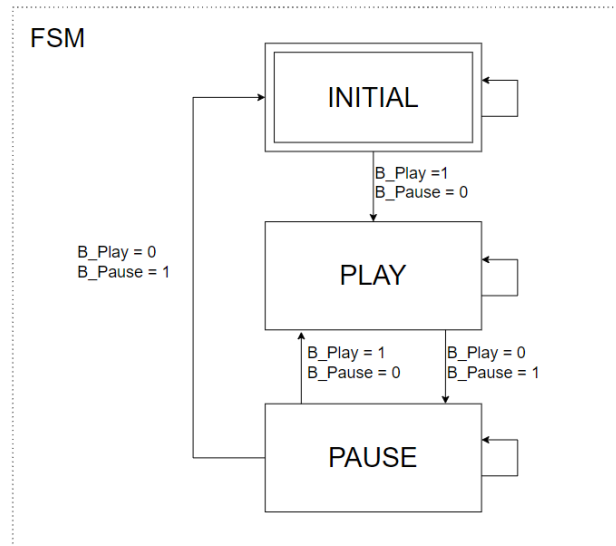 FSM
INITIAL
B_Play =1
B_Pause = 0
PLAY
B_Play = 0
B_Pause = 1
B_Play = 1
B_Pause = 0
B_Play = 0
B_Pause = 1
PAUSE